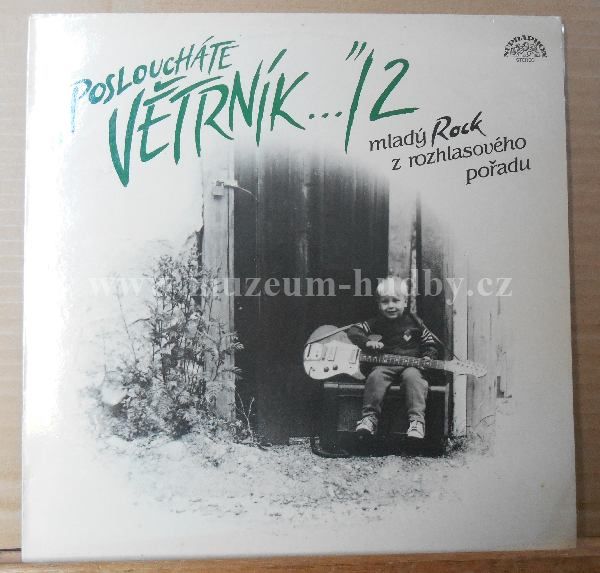 POSLOUCHÁTE
VĚTRNÍK..."/2
mladý Rock
z rozhlasového
pořadu
SUPRAPHON
STEREO
www.muzeum-hudby.cz